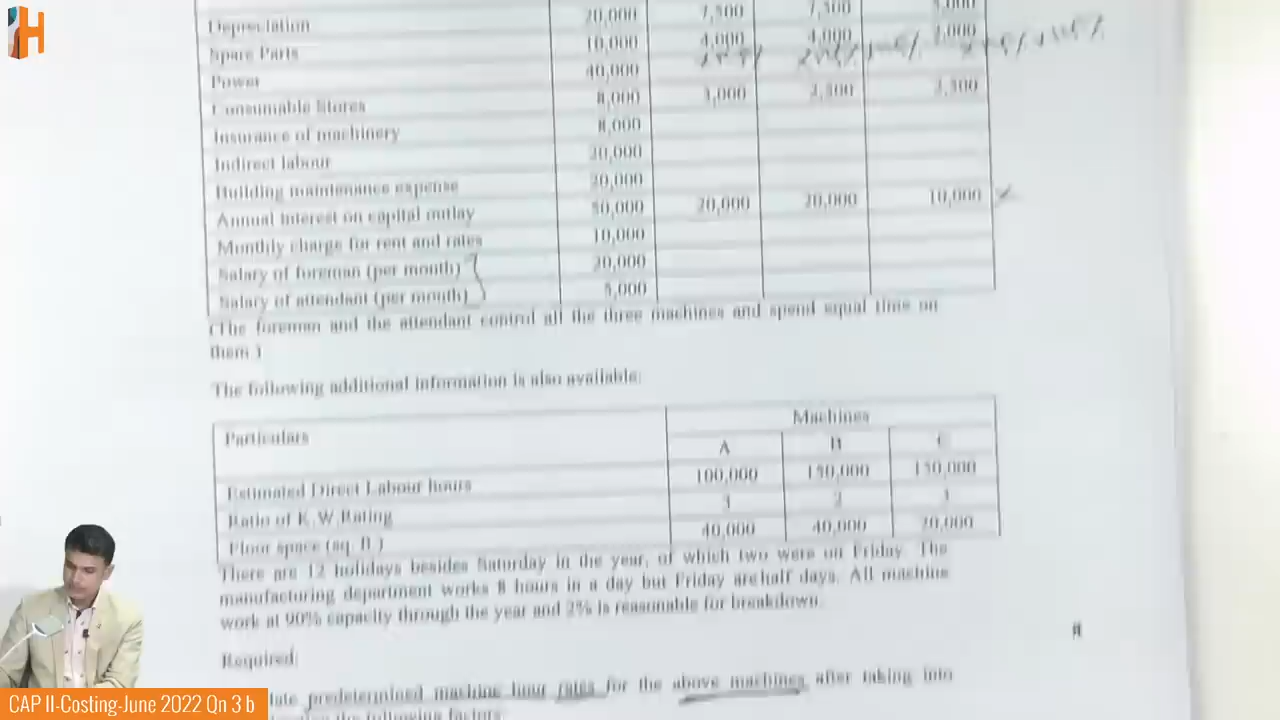 H
Depreciation 20,000 7,500 7,500 5,000
Spare Parts 10,000 4,000 4,000 2,000
Power 40,000
Consumable Stores 8,000 3,000 2,500 2,500
Insurance of machinery 8,000
Indirect labour 20,000
Building maintenance expense 20,000
Annual interest on capital outlay 50,000 20,000 20,000 10,000
Monthly charge for rent and rates 10,000
Salary of foreman (per month) 20,000
Salary of attendant (per month) 5,000
(The foreman and the attendant control all the three machines and spend equal time on
them.)
The following additional information is also available:
Particulars Machines
A B C
Estimated Direct Labour hours 100,000 150,000 150,000
Ratio of K.W Rating 3 2 3
Floor space (sq. ft.) 40,000 40,000 20,000
There are 12 holidays besides Saturday in the year, of which two were on Friday. The
manufacturing department works 8 hours in a day but Friday are half days. All machine
work at 90% capacity through the year and 2% is reasonable for breakdown.
Required:
predetermined machine hour rates for the above machines after taking into
the following factors:
CAP II-Costing-June 2022 Qn 3 b